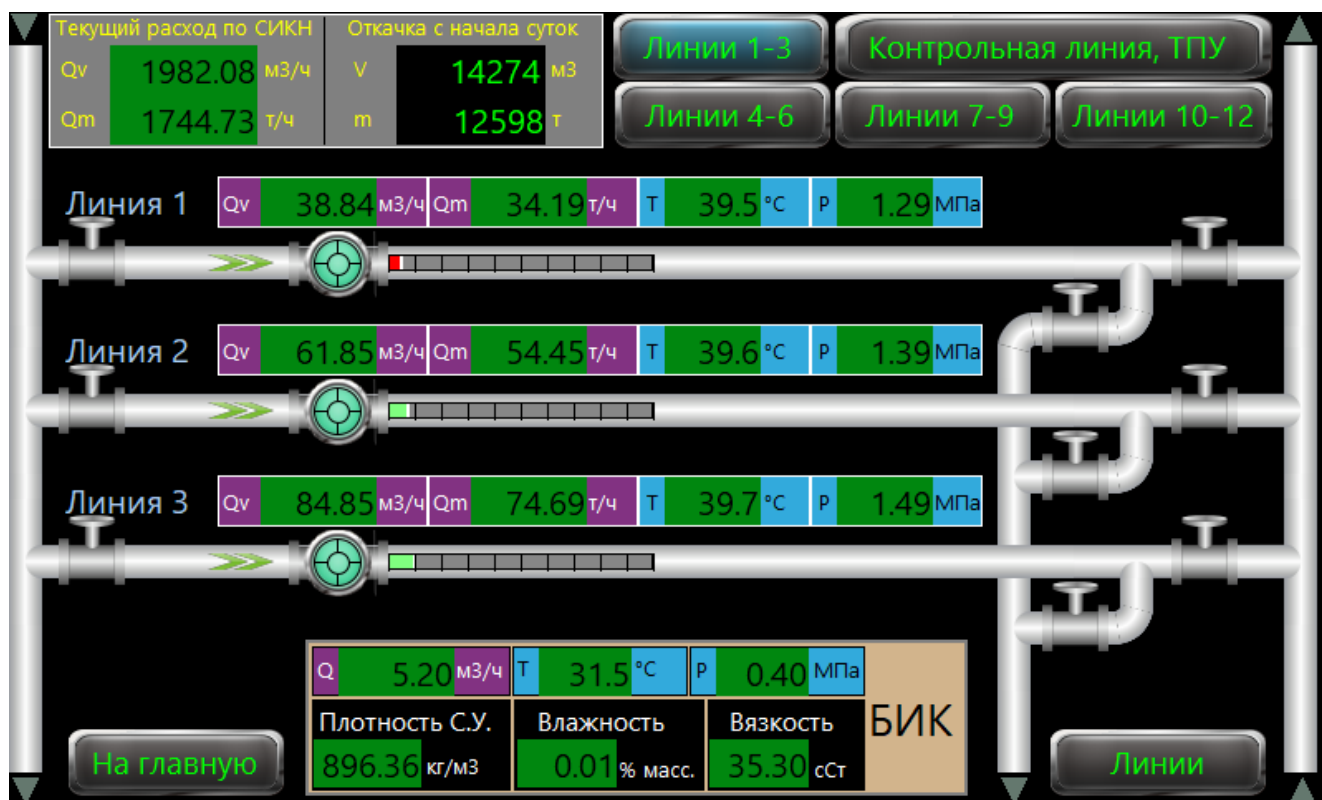 Текущий расход по СИКН Откачка с начала суток
Qv 1982.08 м3/ч V 14274 м3
Qm 1744.73 т/ч m 12598 т
Линии 1-3 Контрольная линия, ТПУ
Линии 4-6 Линии 7-9 Линии 10-12
Линия 1 Qv 38.84 м3/ч Qm 34.19 т/ч T 39.5 °C P 1.29 МПа
Линия 2 Qv 61.85 м3/ч Qm 54.45 т/ч T 39.6 °C P 1.39 МПа
Линия 3 Qv 84.85 м3/ч Qm 74.69 т/ч T 39.7 °C P 1.49 МПа
Q 5.20 м3/ч T 31.5 °C P 0.40 МПа
Плотность С.У. Влажность Вязкость
896.36 кг/м3 0.01 % масс. 35.30 сСт
БИК
На главную
Линии